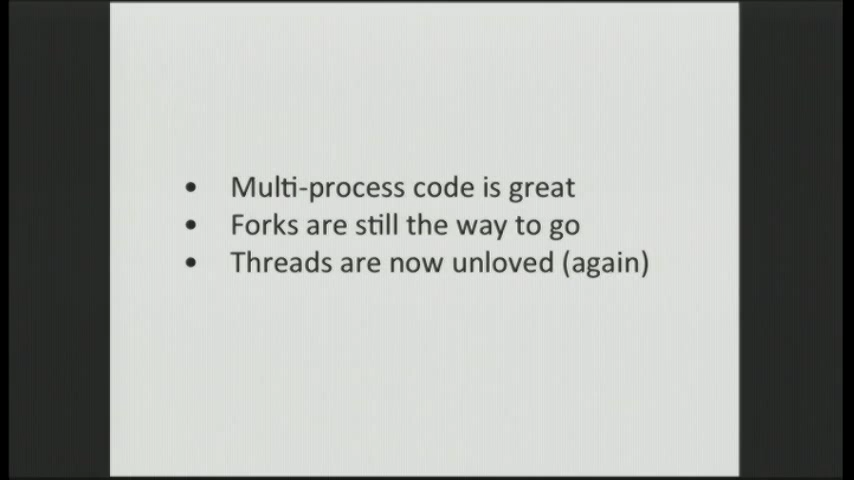 • Multi-process code is great
• Forks are still the way to go
• Threads are now unloved (again)